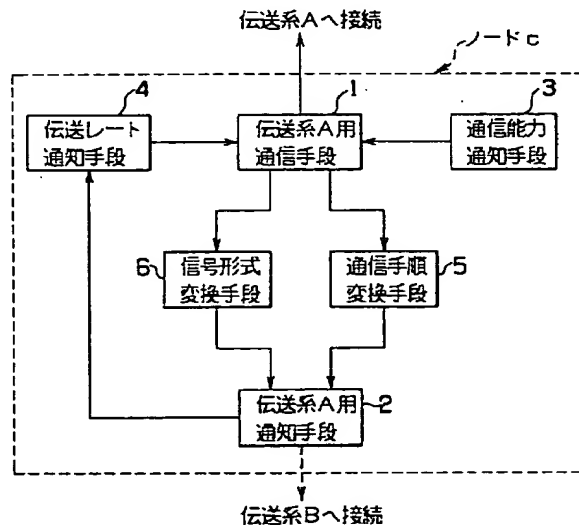 伝送系Aへ接続
ノードc
4
1
3
伝送レート
通知手段
伝送系A用
通信手段
通信能力
通知手段
6
信号形式
変換手段
通信手順
変換手段
5
伝送系A用
通知手段
2
伝送系Bへ接続